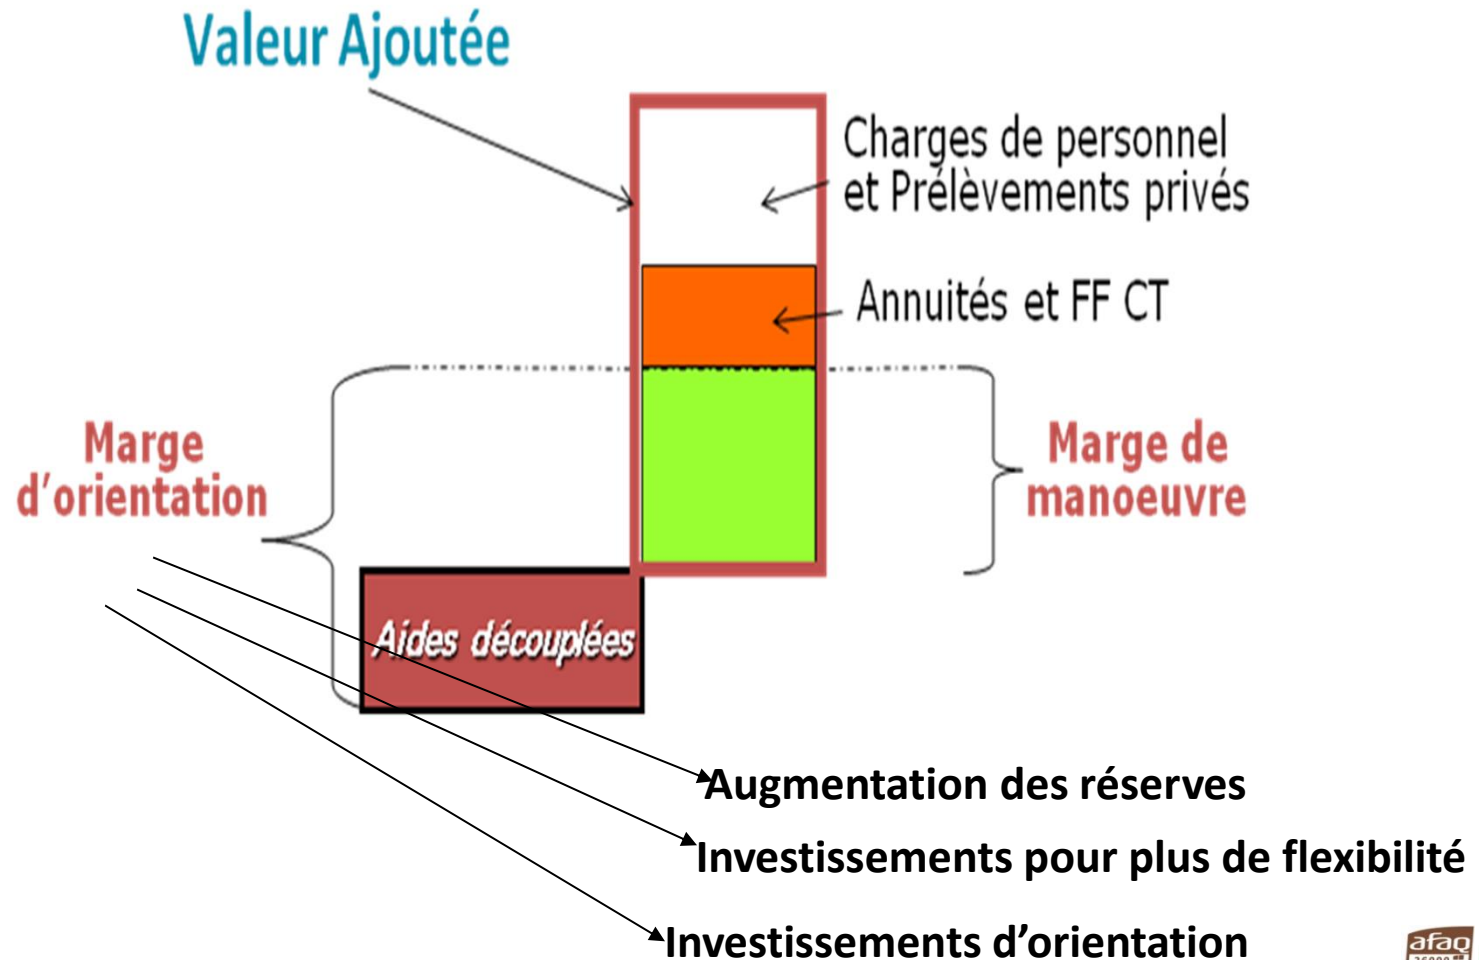 Valeur Ajoutée
Charges de personnel
et Prélèvements privés
Annuités et FF CT
Marge
d'orientation
Marge de
manoeuvre
Aides découplées
Augmentation des réserves
Investissements pour plus de flexibilité
Investissements d'orientation
afaq